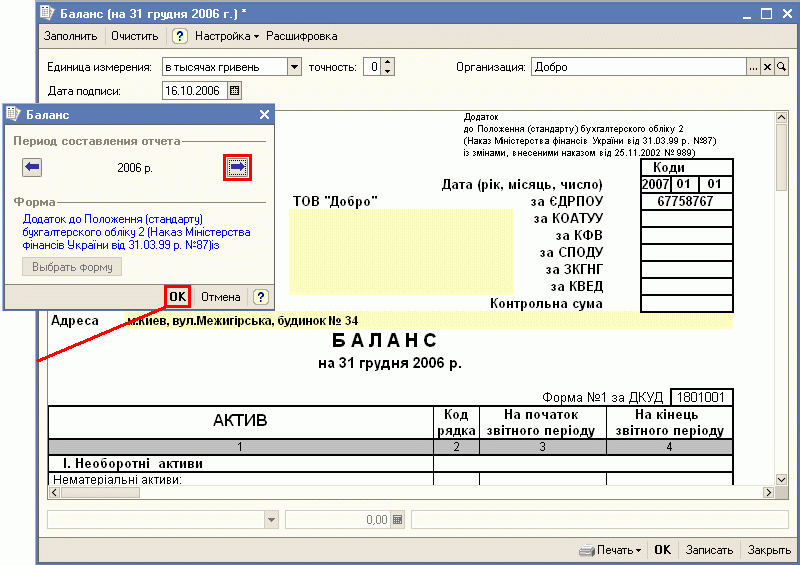 Баланс (на 31 грудня 2006 г.) *
Заполнить Очистить ? Настройка Расшифровка
Единица измерения: в тысячах гривень точность: 0 Организация: Добро
Дата подписи: 16.10.2006
Додаток
до Положення (стандарту) бухгалтерского обліку 2
(Наказ Міністерства фінансів України від 31.03.99 р. №87)
із змінами, внесеними наказом від 25.11.2002 № 989)
Коди
Дата (рік, місяць, число) 2007 01 01
ТОВ "Добро" за ЄДРПОУ 67758767
за КОАТУУ
за КФВ
за СПОДУ
за ЗКГНГ
за КВЕД
Контрольна сума
Баланс
Период составления отчета
2006 р.
Форма
Додаток до Положення (стандарту)
бухгалтерского обліку 2 (Наказ Міністерства
фінансів України від 31.03.99 р. №87)із
Выбрать форму
OK Отмена ?
Адреса м.Киев, вул.Межигірська, будинок № 34
БАЛАНС
на 31 грудня 2006 р.
Форма №1 за ДКУД 1801001
АКТИВ Код рядка На початок звітного періоду На кінець звітного періоду
1 2 3 4
І. Необоротні активи
Нематеріальні активи:
0,00
Печать OK Записать Закрыть